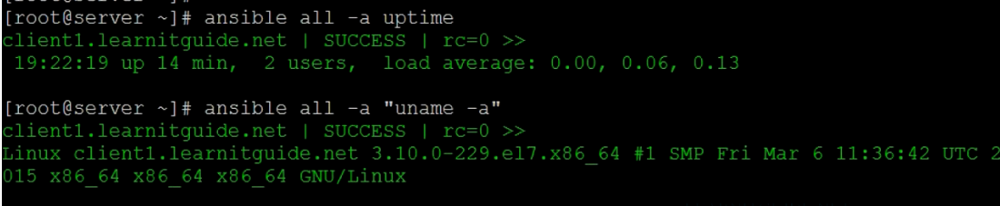 [root@server ~]# ansible all -a uptime
client1.learnitguide.net | SUCCESS | rc=0 >>
 19:22:19 up 14 min,  2 users,  load average: 0.00, 0.06, 0.13
[root@server ~]# ansible all -a "uname -a"
client1.learnitguide.net | SUCCESS | rc=0 >>
Linux client1.learnitguide.net 3.10.0-229.el7.x86_64 #1 SMP Fri Mar 6 11:36:42 UTC 2
015 x86_64 x86_64 x86_64 GNU/Linux